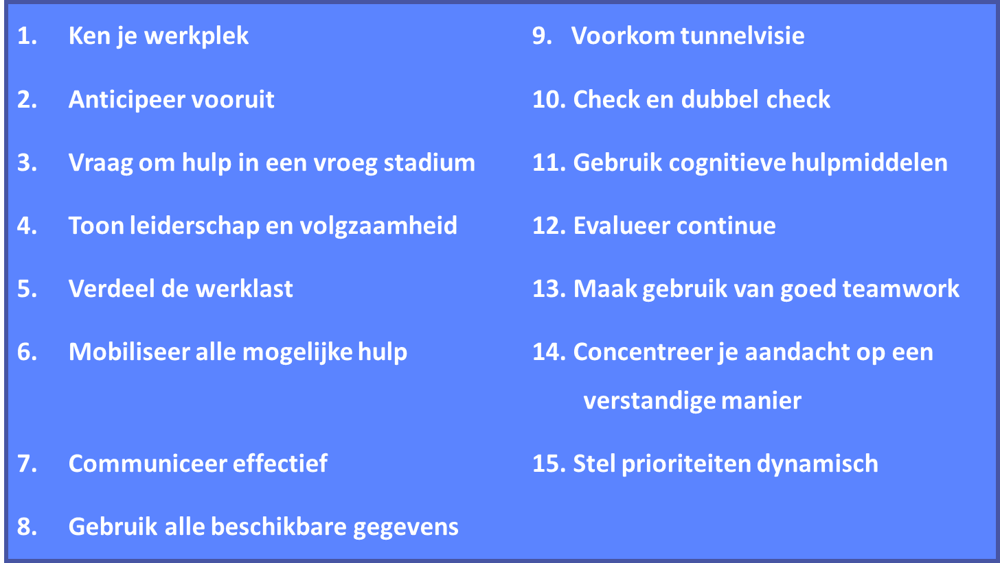 1. Ken je werkplek
2. Anticipeer vooruit
3. Vraag om hulp in een vroeg stadium
4. Toon leiderschap en volgzaamheid
5. Verdeel de werklast
6. Mobiliseer alle mogelijke hulp
7. Communiceer effectief
8. Gebruik alle beschikbare gegevens
9. Voorkom tunnelvisie
10. Check en dubbel check
11. Gebruik cognitieve hulpmiddelen
12. Evalueer continue
13. Maak gebruik van goed teamwork
14. Concentreer je aandacht op een
verstandige manier
15. Stel prioriteiten dynamisch